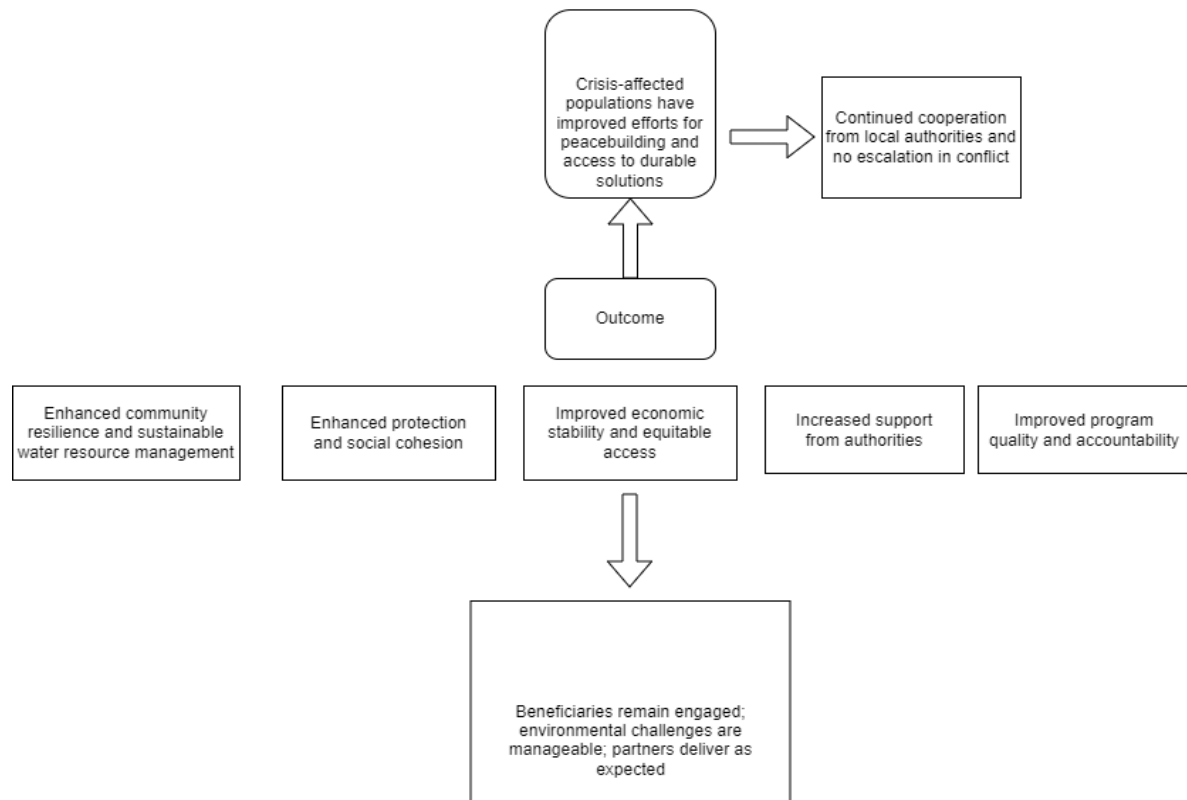 Crisis-affected
populations have
improved efforts for
peacebuilding and
access to durable
solutions
Continued cooperation
from local authorities and
no escalation in conflict
Outcome
Enhanced community
resilience and sustainable
water resource management
Enhanced protection
and social cohesion
Improved economic
stability and equitable
access
Increased support
from authorities
Improved program
quality and accountability
Beneficiaries remain engaged;
environmental challenges are
manageable; partners deliver as
expected